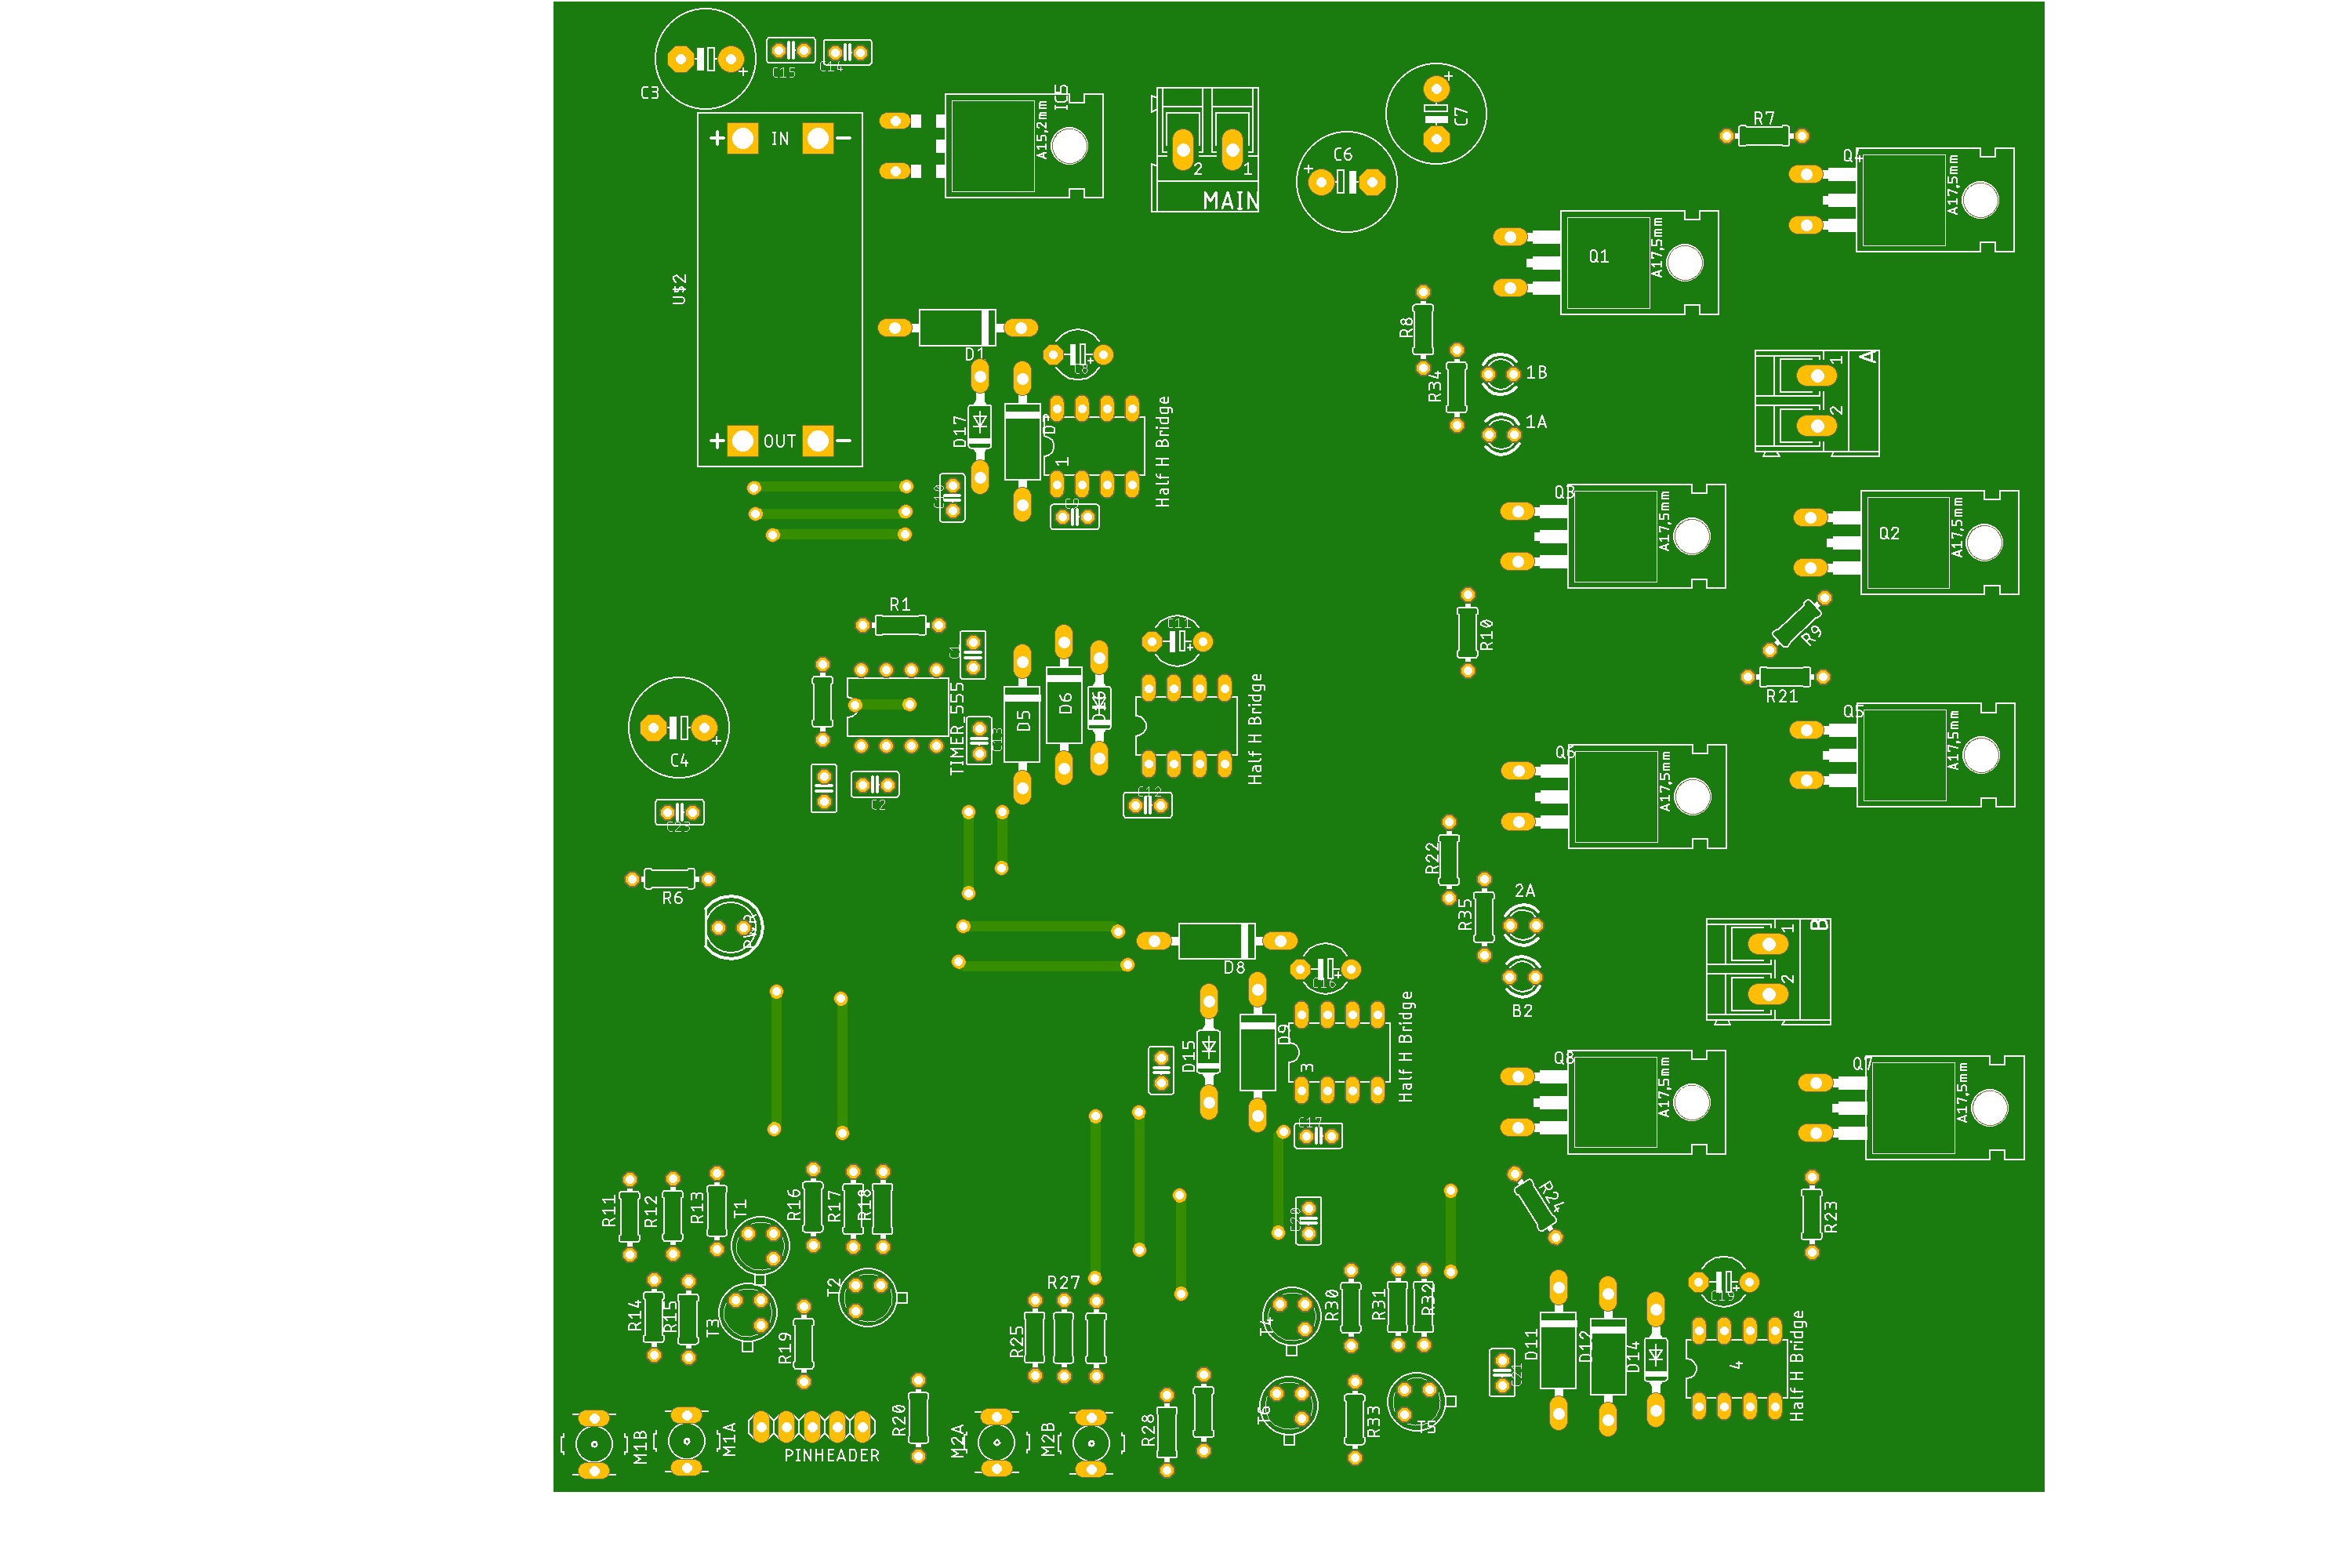 C3
C15
C14
IC5
A15,2mm
+ IN −
U$2
+ OUT −
2 1
MAIN
C6
C7
R7
Q4
A17,5mm
Q1
A17,5mm
R8
R34
1B
1A
A
1
2
D1
C8
D17
D3
1
Half H Bridge
C10
C9
Q3
A17,5mm
Q2
A17,5mm
R10
R9
R21
R1
C1
C11
D5
D6
TIMER_555
C13
Half H Bridge
C4
C2
C12
C23
R6
Q5
A17,5mm
Q6
A17,5mm
R22
R35
2A
B2
B
1
2
D8
C16
D15
D9
3
Half H Bridge
C17
C20
Q8
A17,5mm
Q7
A17,5mm
R24
R23
R11
R12
R13
T1
R16
R17
R18
R14
R15
T3
T2
R19
R27
R25
T4
R30
R31
R32
D11
D12
D14
C19
4
Half H Bridge
C21
M1B
M1A
PINHEADER
R20
M2A
M2B
R28
T6
R33
T5